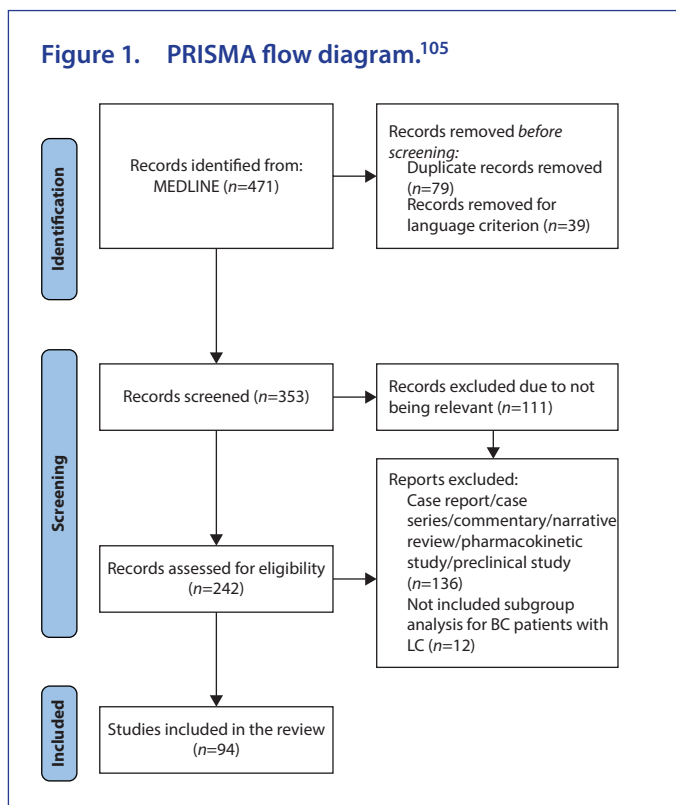 Figure 1. PRISMA flow diagram.105
Identification
Records identified from:
MEDLINE (n=471)
Records removed before
screening:
Duplicate records removed
(n=79)
Records removed for
language criterion (n=39)
Screening
Records screened (n=353)
Records excluded due to not
being relevant (n=111)
Records assessed for eligibility
(n=242)
Reports excluded:
Case report/case
series/commentary/narrative
review/pharmacokinetic
study/preclinical study
(n=136)
Not included subgroup
analysis for BC patients with
LC (n=12)
Included
Studies included in the review
(n=94)